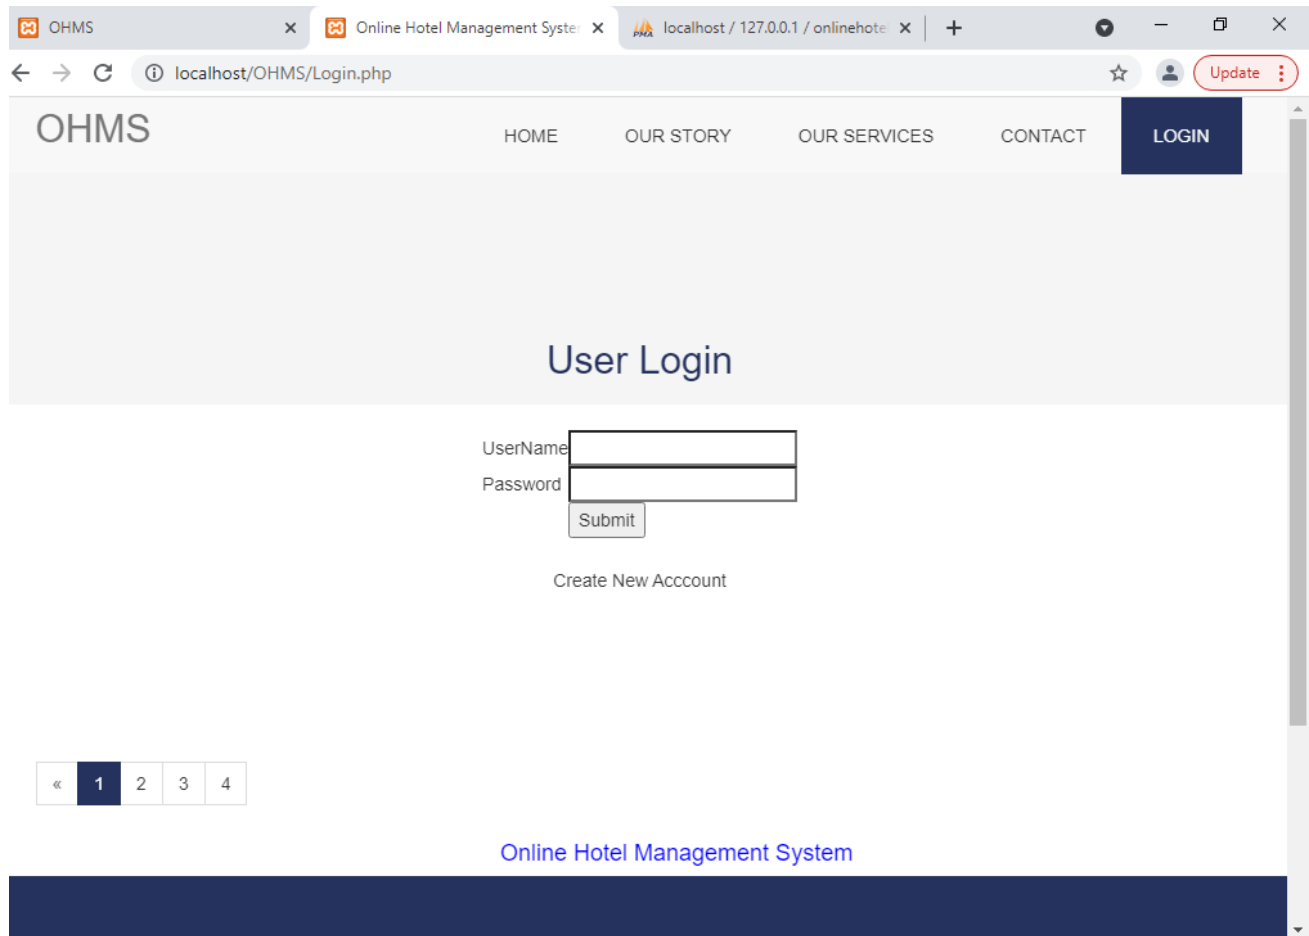 OHMS
Online Hotel Management Syster
localhost / 127.0.0.1 / onlinehote
localhost/OHMS/Login.php
Update
OHMS
HOME
OUR STORY
OUR SERVICES
CONTACT
LOGIN
User Login
UserName
Password
Submit
Create New Acccount
« 1 2 3 4
Online Hotel Management System